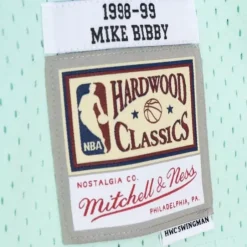 1998-99
MIKE BIBBY
HARDWOOD
CLASSICS
NBA
NOSTALGIA CO.
Mitchell & Ness
PHILADELPHIA, PA.
HWCSWINGMAN